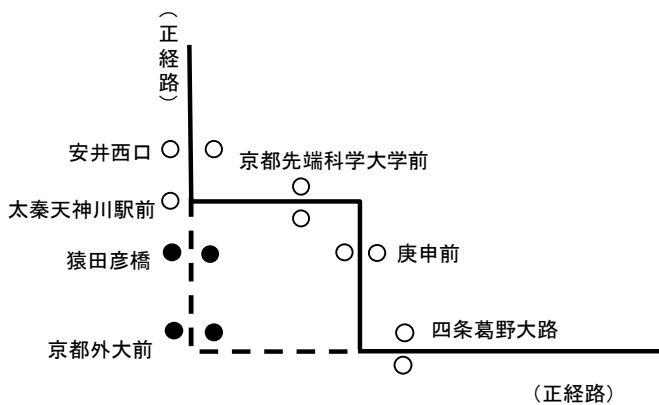 （正経路）
安井西口
京都先端科学大学前
太秦天神川駅前
猿田彦橋
庚申前
京都外大前
四条葛野大路
（正経路）